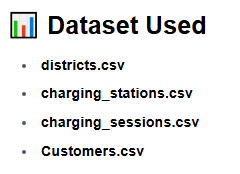 Dataset Used
districts.csv
charging_stations.csv
charging_sessions.csv
Customers.csv